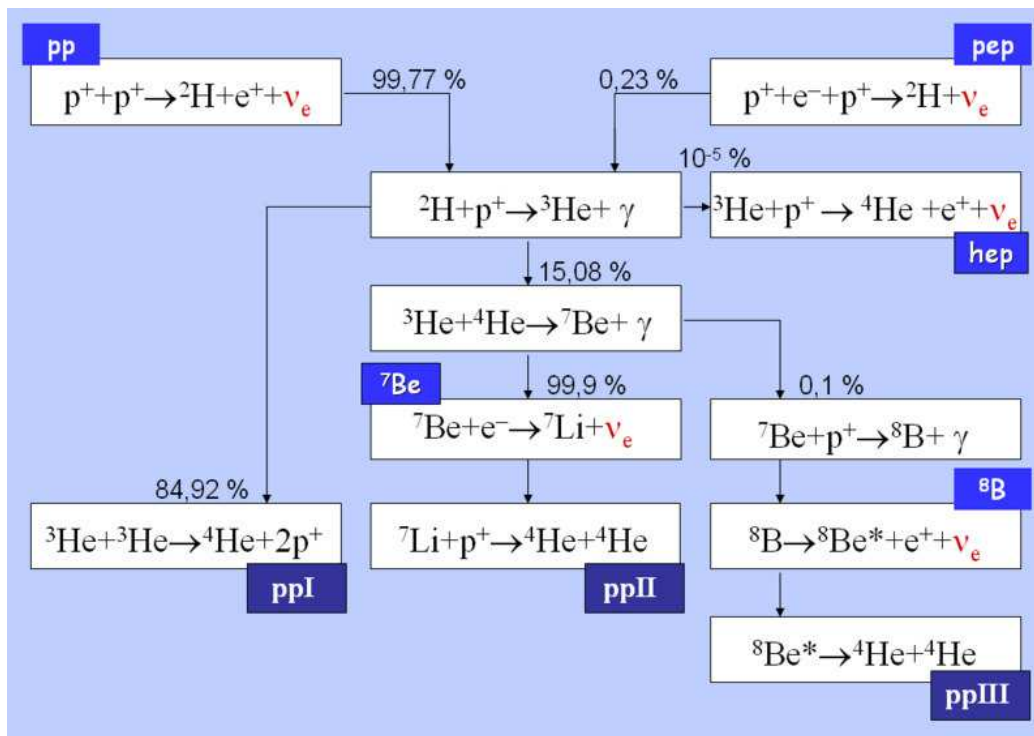 pp
pep
99,77 %
0,23 %
p⁺+p⁺→²H+e⁺+νₑ
p⁺+e⁻+p⁺→²H+νₑ
10⁻⁵ %
²H+p⁺→³He+ γ
³He+p⁺ → ⁴He +e⁺+νₑ
hep
15,08 %
³He+⁴He→⁷Be+ γ
⁷Be
99,9 %
0,1 %
⁷Be+e⁻→⁷Li+νₑ
⁷Be+p⁺→⁸B+ γ
84,92 %
⁸B
³He+³He→⁴He+2p⁺
⁷Li+p⁺→⁴He+⁴He
⁸B→⁸Be*+e⁺+νₑ
ppI
ppII
⁸Be*→⁴He+⁴He
ppIII